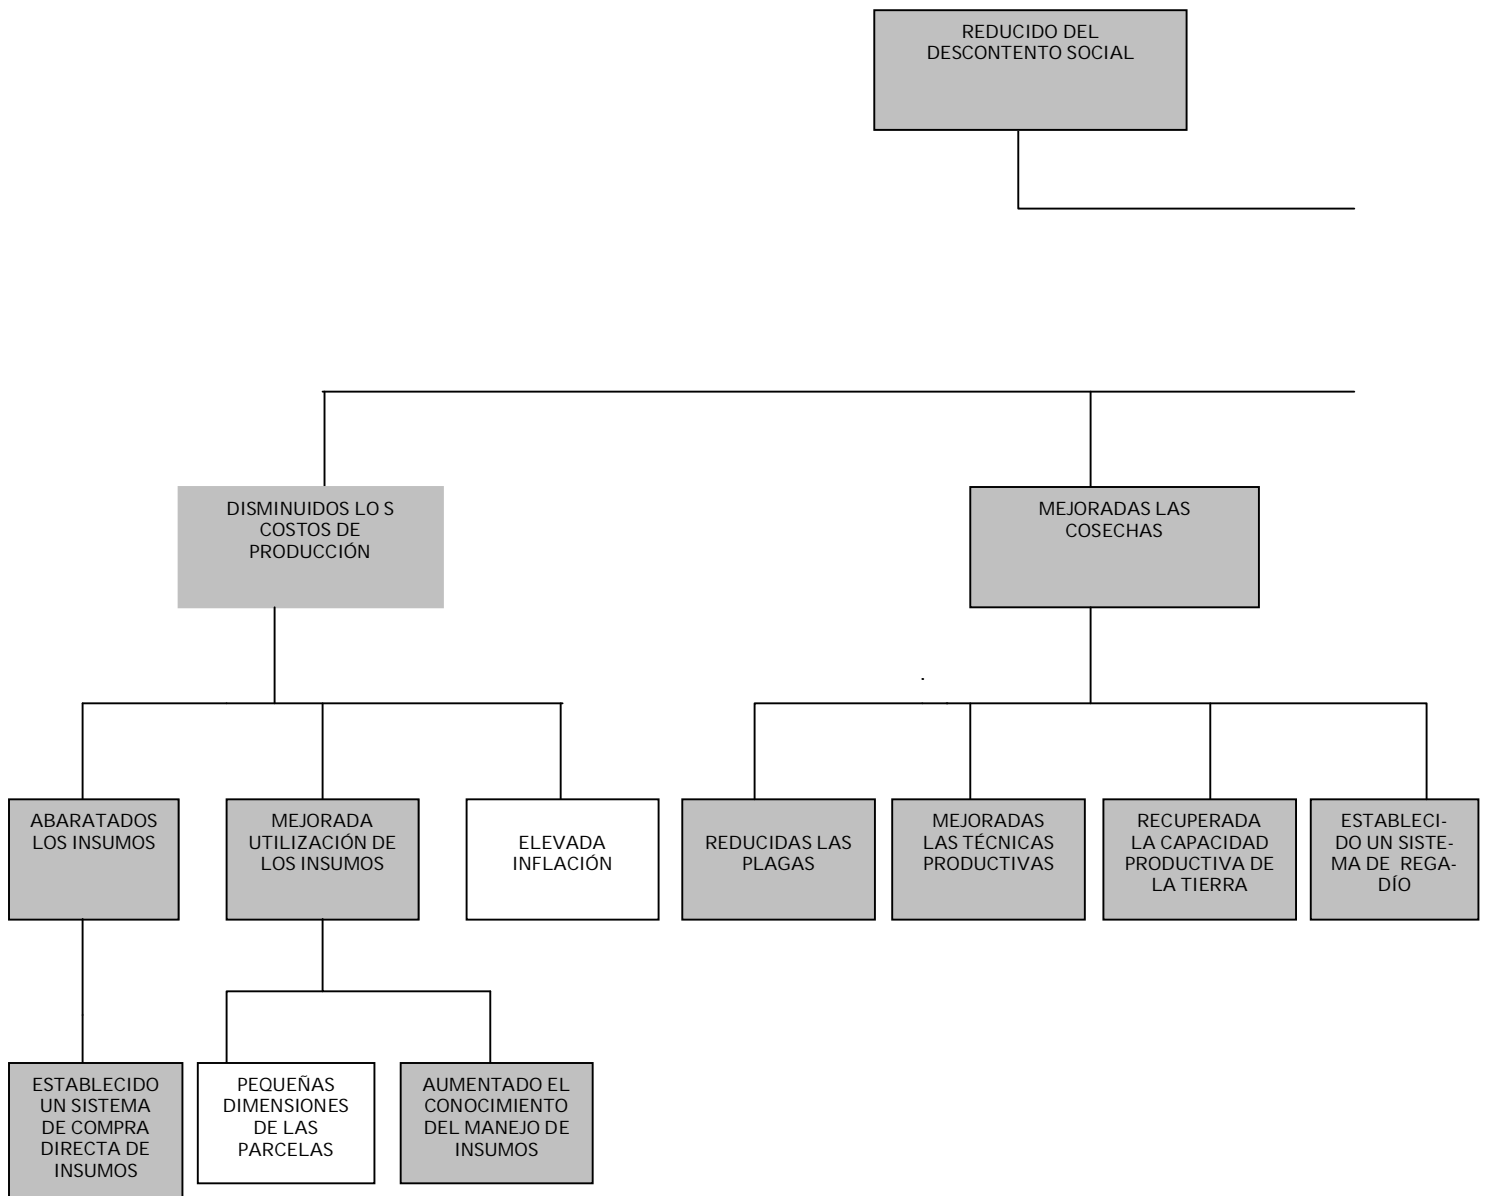 REDUCIDO DEL
DESCONTENTO SOCIAL
DISMINUIDOS LO S
COSTOS DE
PRODUCCIÓN
MEJORADAS LAS
COSECHAS
ABARATADOS
LOS INSUMOS
MEJORADA
UTILIZACIÓN DE
LOS INSUMOS
ELEVADA
INFLACIÓN
REDUCIDAS LAS
PLAGAS
MEJORADAS
LAS TÉCNICAS
PRODUCTIVAS
RECUPERADA
LA CAPACIDAD
PRODUCTIVA DE
LA TIERRA
ESTABLECI-
DO UN SISTE-
MA DE REGA-
DÍO
ESTABLECIDO
UN SISTEMA
DE COMPRA
DIRECTA DE
INSUMOS
PEQUEÑAS
DIMENSIONES
DE LAS
PARCELAS
AUMENTADO EL
CONOCIMIENTO
DEL MANEJO DE
INSUMOS